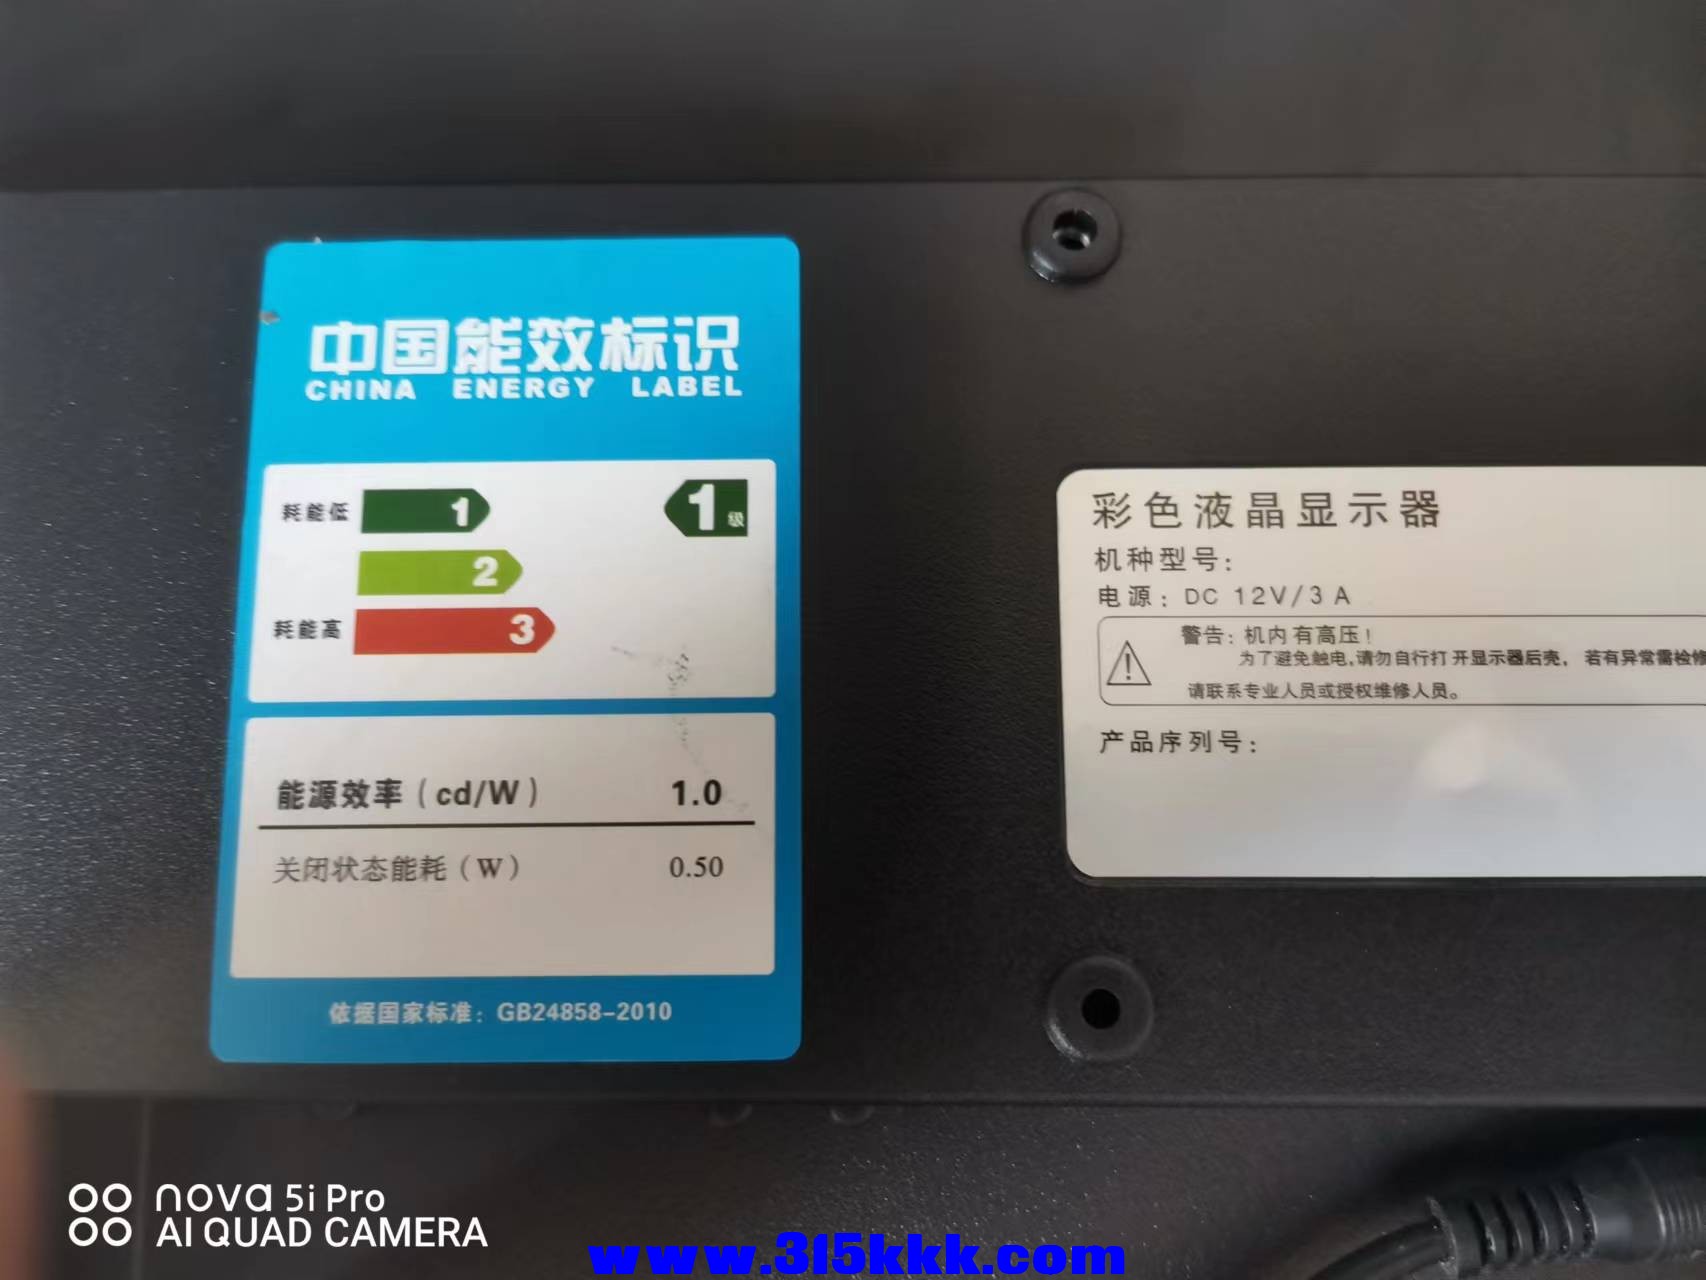 中国能效标识
CHINA ENERGY LABEL
耗能低 1 1级
2
耗能高 3
能源效率（cd/W） 1.0
关闭状态能耗（W） 0.50
依据国家标准：GB24858-2010
彩色液晶显示器
机种型号：
电源：DC 12V/3A
警告：机内有高压！
为了避免触电，请勿自行打开显示器后壳， 若有异常需检修
请联系专业人员或授权维修人员。
产品序列号：
nova 5i Pro
AI QUAD CAMERA
www.315kkk.com